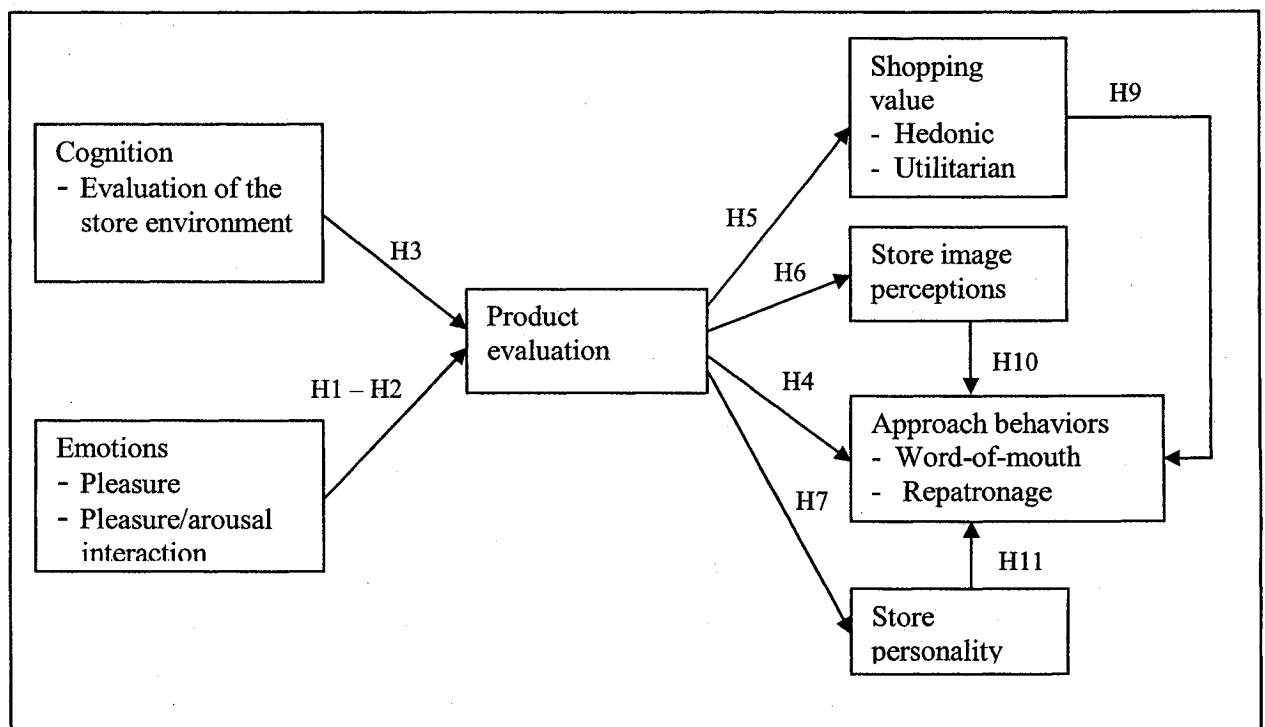 Cognition
- Evaluation of the
store environment
H3
Emotions
- Pleasure
- Pleasure/arousal
interaction
H1 – H2
Product
evaluation
H5
H6
H4
H7
Shopping
value
- Hedonic
- Utilitarian
H9
Store image
perceptions
H10
Approach behaviors
- Word-of-mouth
- Repatronage
H11
Store
personality